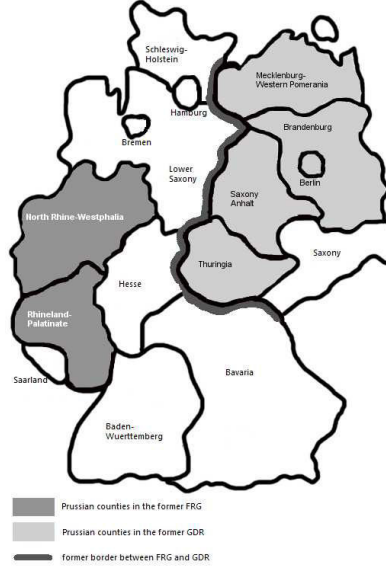 Schleswig-
Holstein
Mecklenburg-
Western Pomerania
Hamburg
Brandenburg
Bremen
Lower
Saxony
Berlin
Saxony
Anhalt
North Rhine-Westphalia
Saxony
Thuringia
Hesse
Rhineland-
Palatinate
Saarland
Bavaria
Baden-
Wuerttemberg
Prussian counties in the former FRG
Prussian counties in the former GDR
former border between FRG and GDR